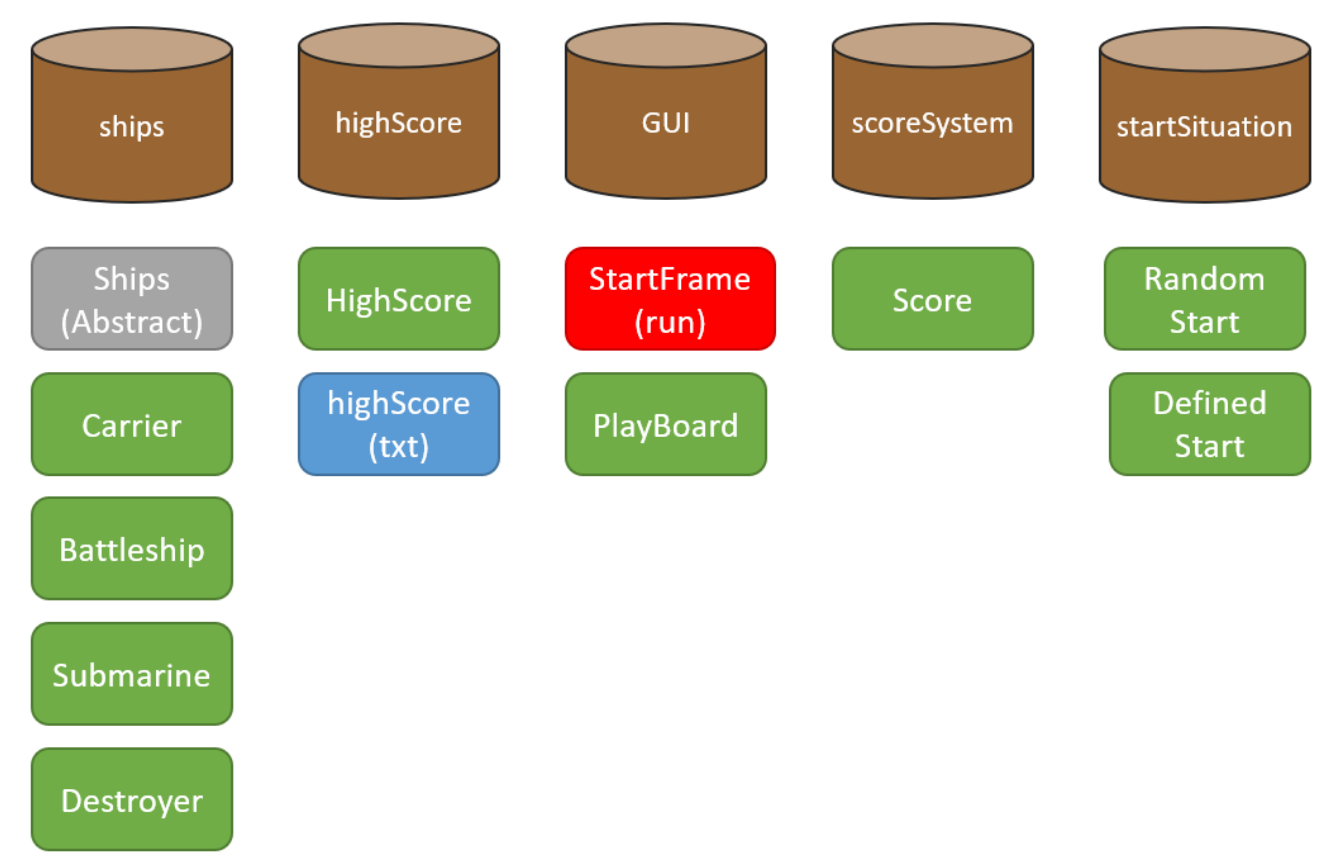 ships
highScore
GUI
scoreSystem
startSituation
Ships
(Abstract)
HighScore
StartFrame
(run)
Score
Random
Start
Carrier
highScore
(txt)
PlayBoard
Defined
Start
Battleship
Submarine
Destroyer